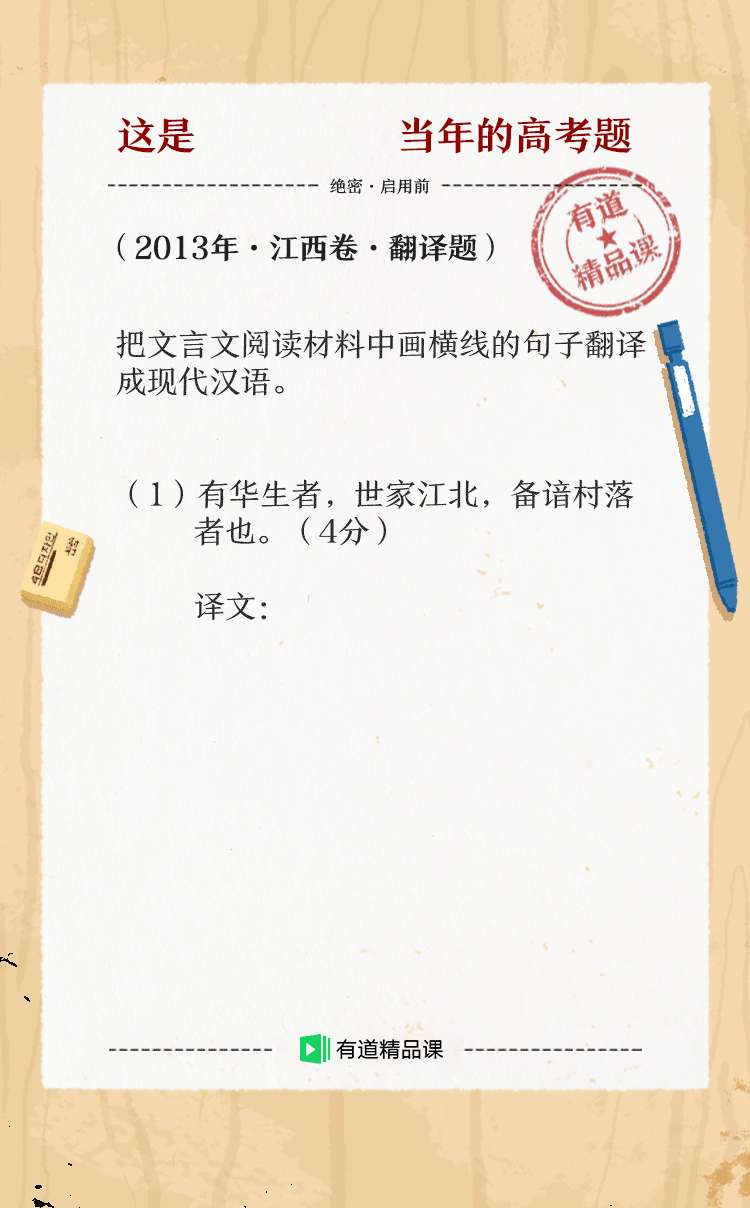 这是 当年的高考题
绝密·启用前
有道
精品课
（2013年·江西卷·翻译题）
把文言文阅读材料中画横线的句子翻译
成现代汉语。
（1）有华生者，世家江北，备谙村落
者也。（4分）
译文：
有道精品课